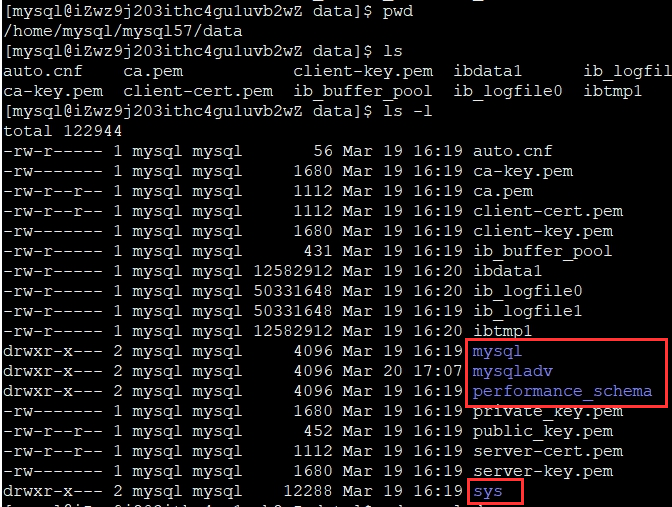 [mysql@iZwz9j203ithc4gu1uvb2wZ data]$ pwd
/home/mysql/mysql57/data
[mysql@iZwz9j203ithc4gu1uvb2wZ data]$ ls
auto.cnf    ca.pem           client-key.pem  ibdata1      ib_logfil
ca-key.pem  client-cert.pem  ib_buffer_pool  ib_logfile0  ibtmp1
[mysql@iZwz9j203ithc4gu1uvb2wZ data]$ ls -l
total 122944
-rw-r----- 1 mysql mysql       56 Mar 19 16:19 auto.cnf
-rw------- 1 mysql mysql     1680 Mar 19 16:19 ca-key.pem
-rw-r--r-- 1 mysql mysql     1112 Mar 19 16:19 ca.pem
-rw-r--r-- 1 mysql mysql     1112 Mar 19 16:19 client-cert.pem
-rw------- 1 mysql mysql     1680 Mar 19 16:19 client-key.pem
-rw-r----- 1 mysql mysql      431 Mar 19 16:19 ib_buffer_pool
-rw-r----- 1 mysql mysql 12582912 Mar 19 16:20 ibdata1
-rw-r----- 1 mysql mysql 50331648 Mar 19 16:20 ib_logfile0
-rw-r----- 1 mysql mysql 50331648 Mar 19 16:19 ib_logfile1
-rw-r----- 1 mysql mysql 12582912 Mar 19 16:20 ibtmp1
drwxr-x--- 2 mysql mysql     4096 Mar 19 16:19 mysql
drwxr-x--- 2 mysql mysql     4096 Mar 20 17:07 mysqladv
drwxr-x--- 2 mysql mysql     4096 Mar 19 16:19 performance_schema
-rw------- 1 mysql mysql     1680 Mar 19 16:19 private_key.pem
-rw-r--r-- 1 mysql mysql      452 Mar 19 16:19 public_key.pem
-rw-r--r-- 1 mysql mysql     1112 Mar 19 16:19 server-cert.pem
-rw------- 1 mysql mysql     1680 Mar 19 16:19 server-key.pem
drwxr-x--- 2 mysql mysql    12288 Mar 19 16:19 sys